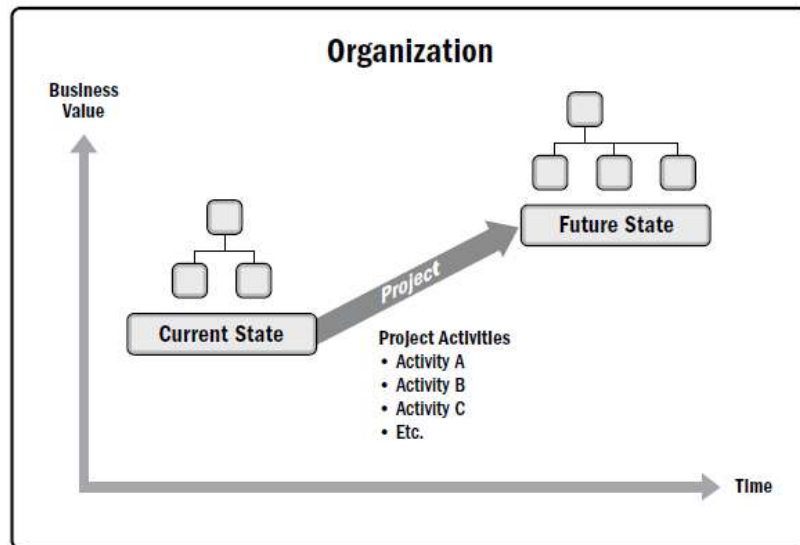 Organization
Business
Value
Future State
Project
Current State
Project Activities
• Activity A
• Activity B
• Activity C
• Etc.
Time